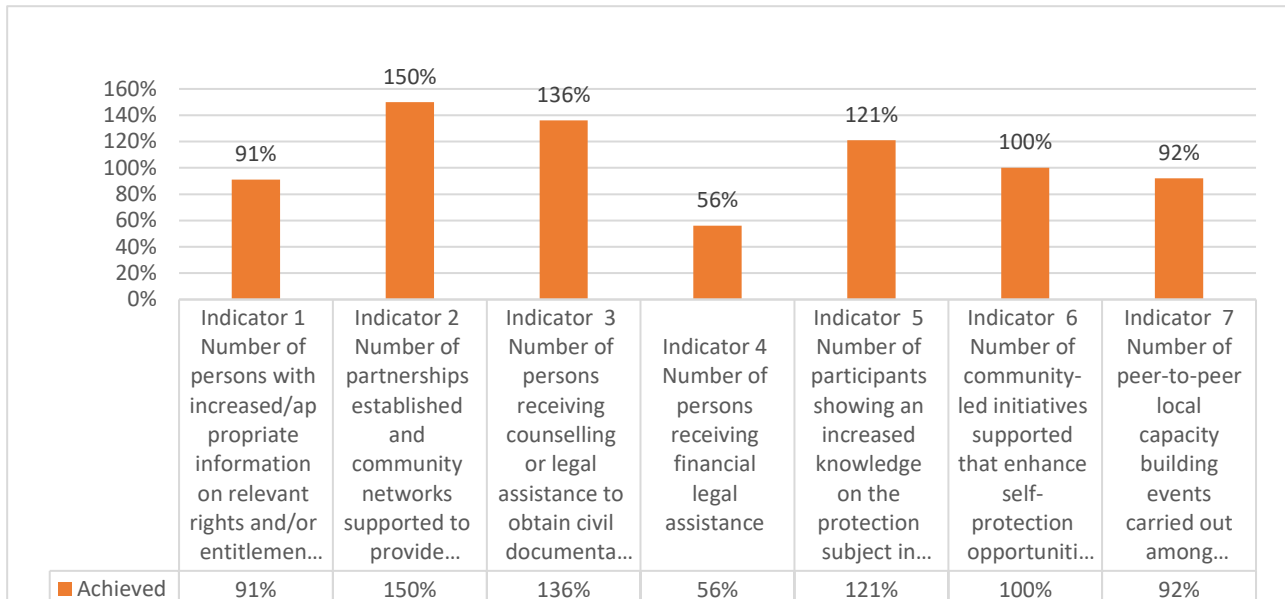 150%
160%
136%
140%
121%
120%
100%
91%
92%
100%
80%
56%
60%
40%
20%
0%
Indicator 1
Number of
persons with
increased/ap
propriate
information
on relevant
rights and/or
entitlemen...
Indicator 2
Number of
partnerships
established
and
community
networks
supported to
provide...
Indicator 3
Number of
persons
receiving
counselling
or legal
assistance to
obtain civil
documenta...
Indicator 4
Number of
persons
receiving
financial
legal
assistance
Indicator 5
Number of
participants
showing an
increased
knowledge
on the
protection
subject in...
Indicator 6
Number of
community-
led initiatives
supported
that enhance
self-
protection
opportuniti...
Indicator 7
Number of
peer-to-peer
local
capacity
building
events
carried out
among...
Achieved 91% 150% 136% 56% 121% 100% 92%